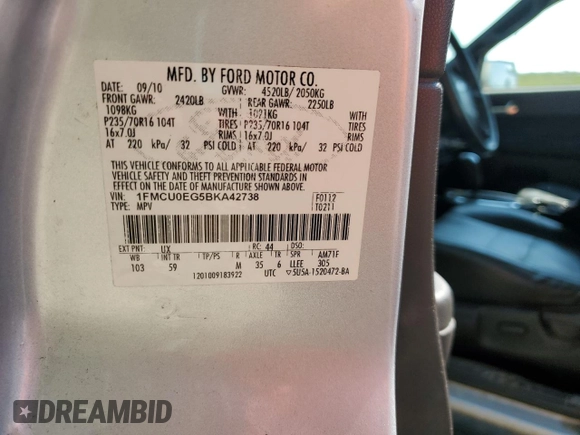 MFD. BY FORD MOTOR CO.
DATE: 09/10 GVWR: 4520LB/ 2050KG
FRONT GAWR: 2420LB REAR GAWR: 2250LB
1098KG WITH 1021KG WITH
P235/70R16 104T TIRES P235/70R16 104T TIRES
16x7.0J RIMS 16x7.0J RIMS
AT 220 kPa/ 32 PSI COLD AT 220 kPa/ 32 PSI COLD
THIS VEHICLE CONFORMS TO ALL APPLICABLE FEDERAL MOTOR
VEHICLE SAFETY AND THEFT PREVENTION STANDARDS IN
EFFECT ON THE DATE OF MANUFACTURE SHOWN ABOVE.
VIN: 1FMCU0EG5BKA42738 F0112
TYPE: MPV T0211
EXT PNT: UX RC: 44 DSO:
WB INT TR TP/PS R AXLE TR SPR AM71F
103 59 M 35 6 LLEE 305
1201009183922 UTC 5U5A-1520472-BA
DREAMBID